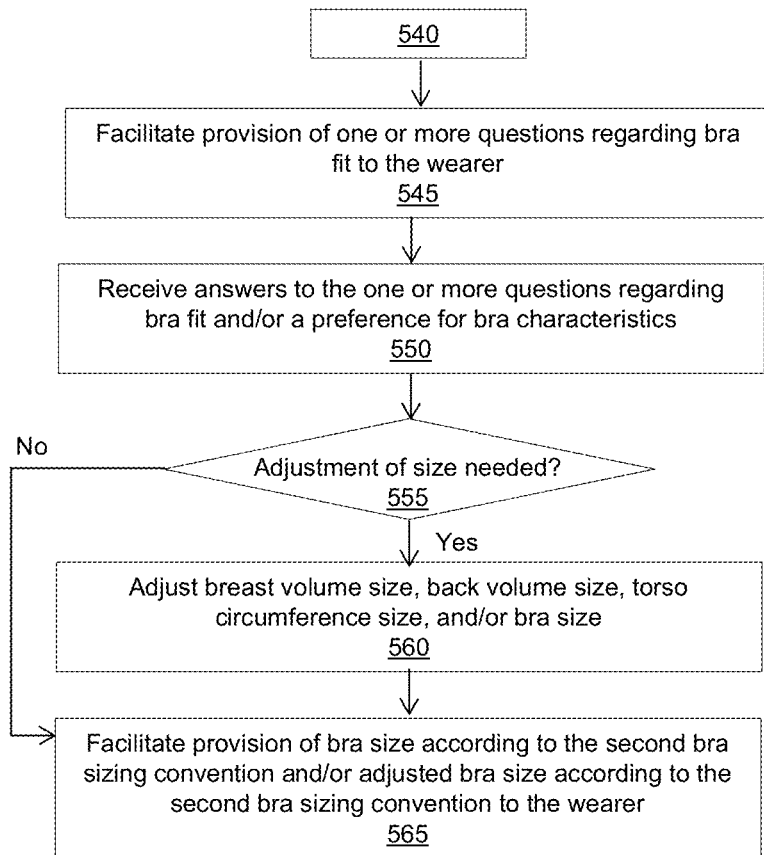 540
Facilitate provision of one or more questions regarding bra
fit to the wearer
545
Receive answers to the one or more questions regarding
bra fit and/or a preference for bra characteristics
550
No
Adjustment of size needed?
555
Yes
Adjust breast volume size, back volume size, torso
circumference size, and/or bra size
560
Facilitate provision of bra size according to the second bra
sizing convention and/or adjusted bra size according to the
second bra sizing convention to the wearer
565